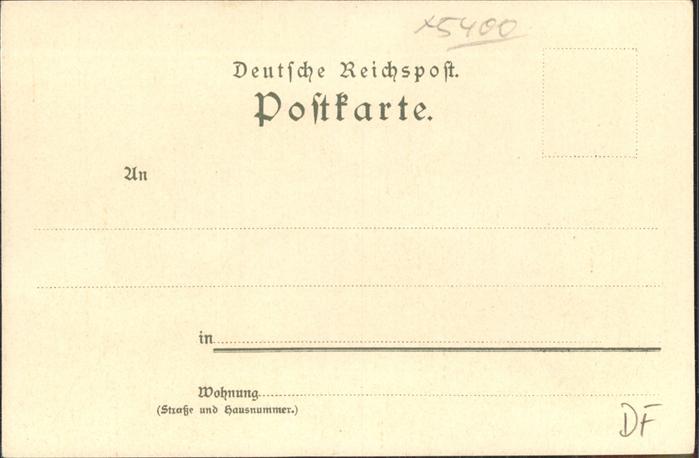 x5400
Deutsche Reichspost.
Postkarte.
An
in
Wohnung
(Straße und Hausnummer.)
DF